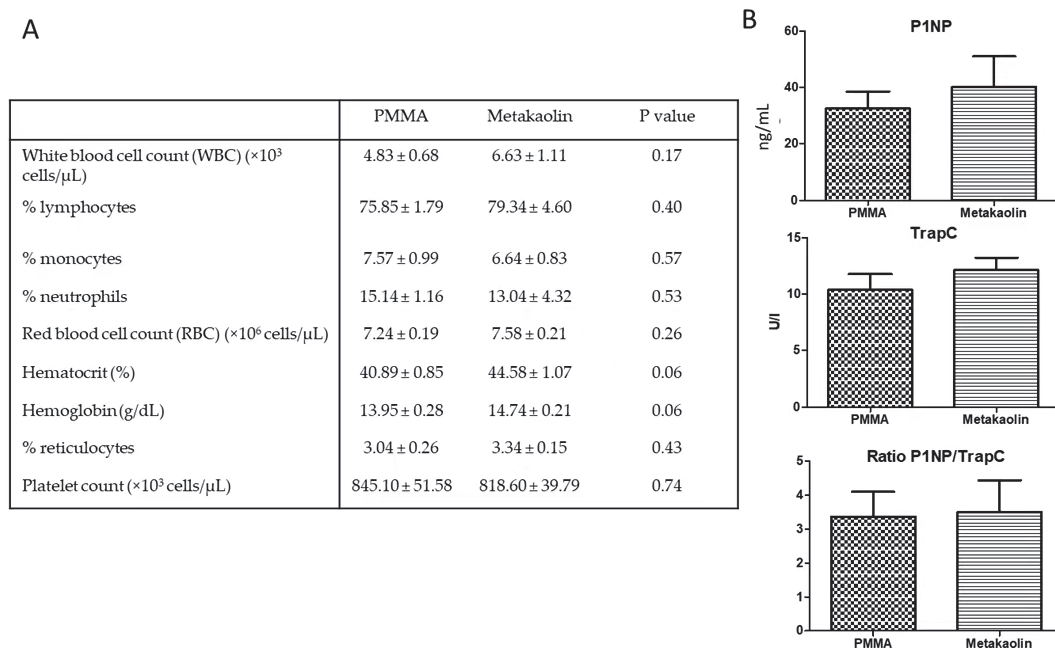 A
PMMA Metakaolin P value
White blood cell count (WBC) (×10³
cells/µL) 4.83 ± 0.68 6.63 ± 1.11 0.17
% lymphocytes 75.85 ± 1.79 79.34 ± 4.60 0.40
% monocytes 7.57 ± 0.99 6.64 ± 0.83 0.57
% neutrophils 15.14 ± 1.16 13.04 ± 4.32 0.53
Red blood cell count (RBC) (×10⁶ cells/µL) 7.24 ± 0.19 7.58 ± 0.21 0.26
Hematocrit (%) 40.89 ± 0.85 44.58 ± 1.07 0.06
Hemoglobin (g/dL) 13.95 ± 0.28 14.74 ± 0.21 0.06
% reticulocytes 3.04 ± 0.26 3.34 ± 0.15 0.43
Platelet count (×10³ cells/µL) 845.10 ± 51.58 818.60 ± 39.79 0.74
B
P1NP
ng/mL
60
40
20
0
PMMA Metakaolin
TrapC
U/l
15
10
5
0
PMMA Metakaolin
Ratio P1NP/TrapC
5
4
3
2
1
0
PMMA Metakaolin